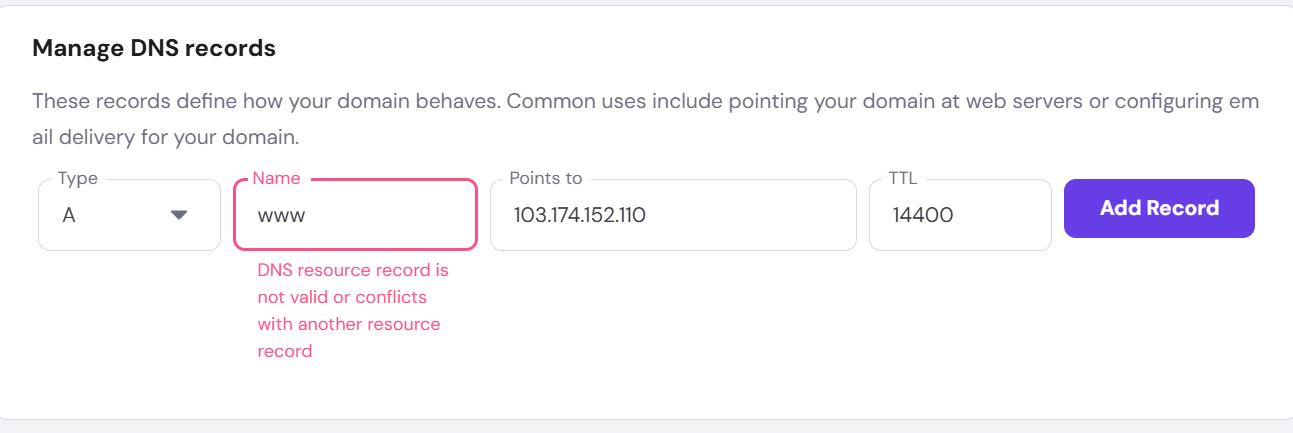 Manage DNS records
These records define how your domain behaves. Common uses include pointing your domain at web servers or configuring em
ail delivery for your domain.
Type
Name
Points to
TTL
A
www
103.174.152.110
14400
Add Record
DNS resource record is
not valid or conflicts
with another resource
record